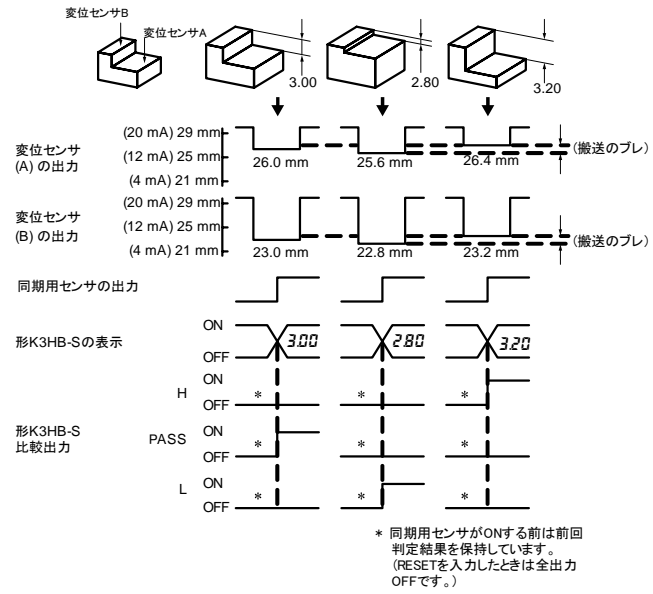 変位センサB
変位センサA
3.00
2.80
3.20
変位センサ
(A) の出力
(20 mA) 29 mm
(12 mA) 25 mm
(4 mA) 21 mm
26.0 mm
25.6 mm
26.4 mm
(搬送のブレ)
変位センサ
(B) の出力
(20 mA) 29 mm
(12 mA) 25 mm
(4 mA) 21 mm
23.0 mm
22.8 mm
23.2 mm
(搬送のブレ)
同期用センサの出力
形K3HB-Sの表示
ON
OFF
3.00
2.80
3.20
形K3HB-S
比較出力
H
ON
OFF
* * *
PASS
ON
OFF
* * *
L
ON
OFF
* * *
* 同期用センサがONする前は前回
判定結果を保持しています。
(RESETを入力したときは全出力
OFFです。)